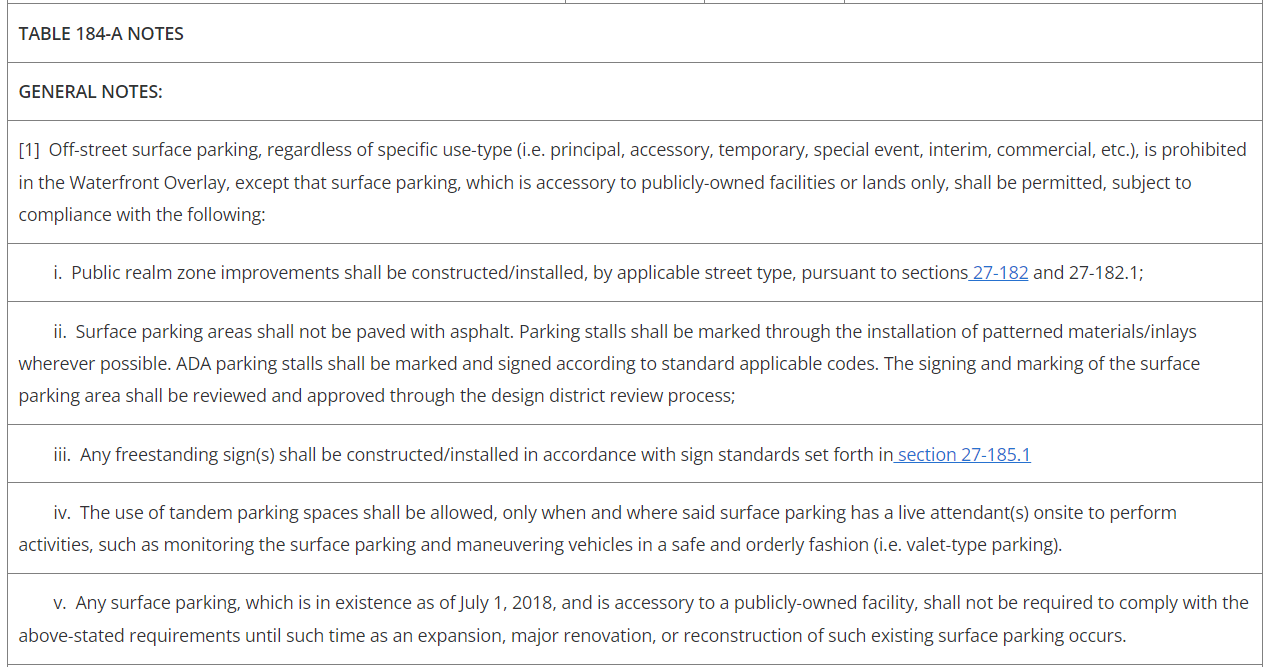 TABLE 184-A NOTES
GENERAL NOTES:
[1]  Off-street surface parking, regardless of specific use-type (i.e. principal, accessory, temporary, special event, interim, commercial, etc.), is prohibited
in the Waterfront Overlay, except that surface parking, which is accessory to publicly-owned facilities or lands only, shall be permitted, subject to
compliance with the following:
i.  Public realm zone improvements shall be constructed/installed, by applicable street type, pursuant to sections 27-182 and 27-182.1;
ii.  Surface parking areas shall not be paved with asphalt. Parking stalls shall be marked through the installation of patterned materials/inlays
wherever possible. ADA parking stalls shall be marked and signed according to standard applicable codes. The signing and marking of the surface
parking area shall be reviewed and approved through the design district review process;
iii.  Any freestanding sign(s) shall be constructed/installed in accordance with sign standards set forth in section 27-185.1
iv.  The use of tandem parking spaces shall be allowed, only when and where said surface parking has a live attendant(s) onsite to perform
activities, such as monitoring the surface parking and maneuvering vehicles in a safe and orderly fashion (i.e. valet-type parking).
v.  Any surface parking, which is in existence as of July 1, 2018, and is accessory to a publicly-owned facility, shall not be required to comply with the
above-stated requirements until such time as an expansion, major renovation, or reconstruction of such existing surface parking occurs.